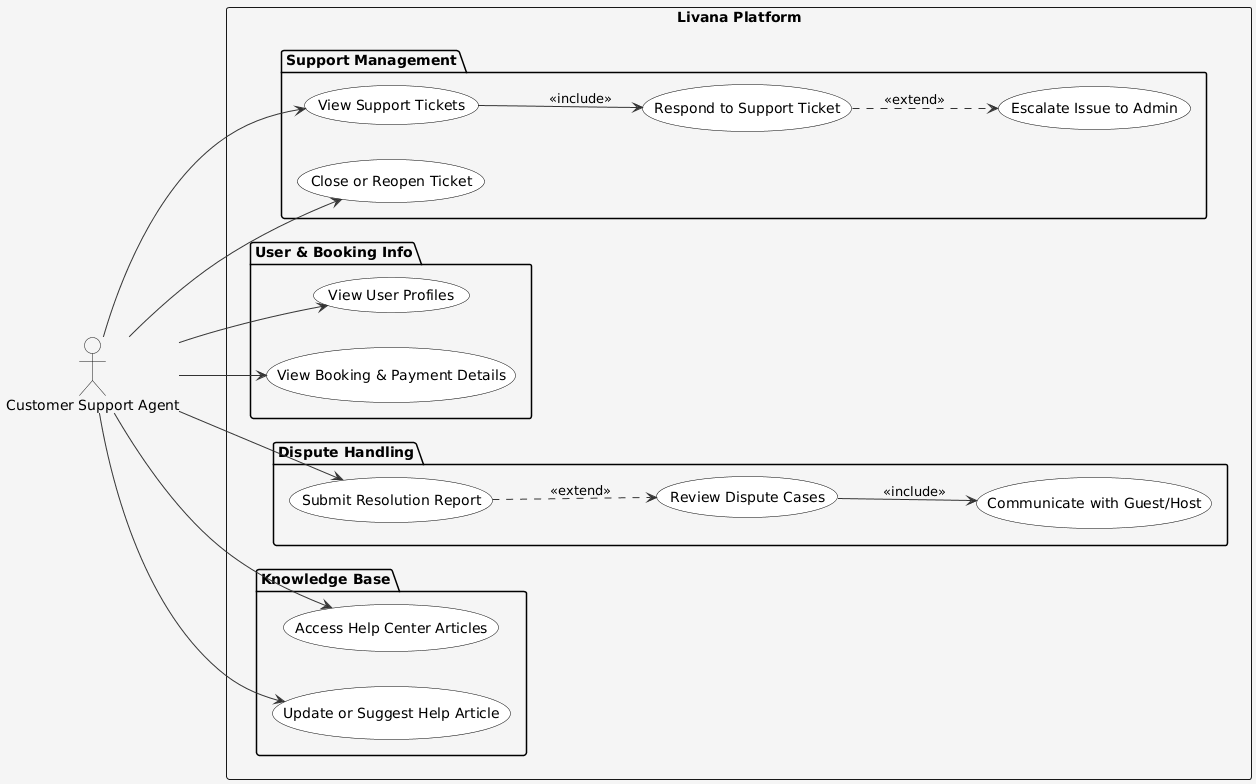 Livana Platform
Support Management
View Support Tickets
«include»
Respond to Support Ticket
«extend»
Escalate Issue to Admin
Close or Reopen Ticket
User & Booking Info
View User Profiles
View Booking & Payment Details
Customer Support Agent
Dispute Handling
Submit Resolution Report
«extend»
Review Dispute Cases
«include»
Communicate with Guest/Host
Knowledge Base
Access Help Center Articles
Update or Suggest Help Article